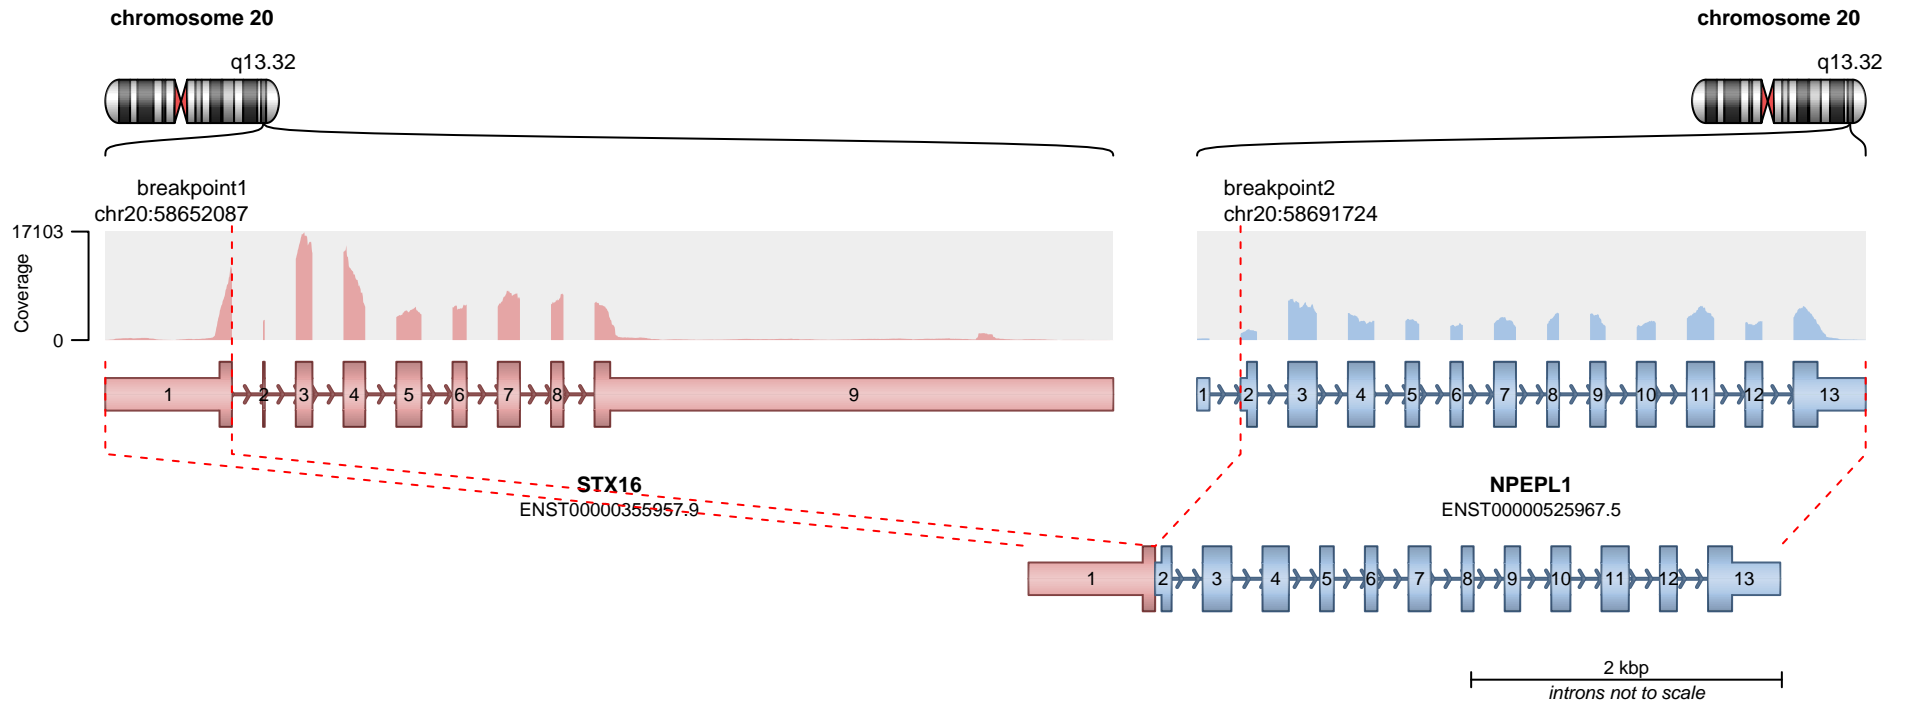 chromosome 20
chromosome 20
q13.32
q13.32
breakpoint1
chr20:58652087
breakpoint2
chr20:58691724
17103
Coverage
0
1 2 3 4 5 6 7 8 9
1 2 3 4 5 6 7 8 9 10 11 12 13
STX16
ENST00000355957.9
NPEPL1
ENST00000525967.5
1 2 3 4 5 6 7 8 9 10 11 12 13
2 kbp
introns not to scale